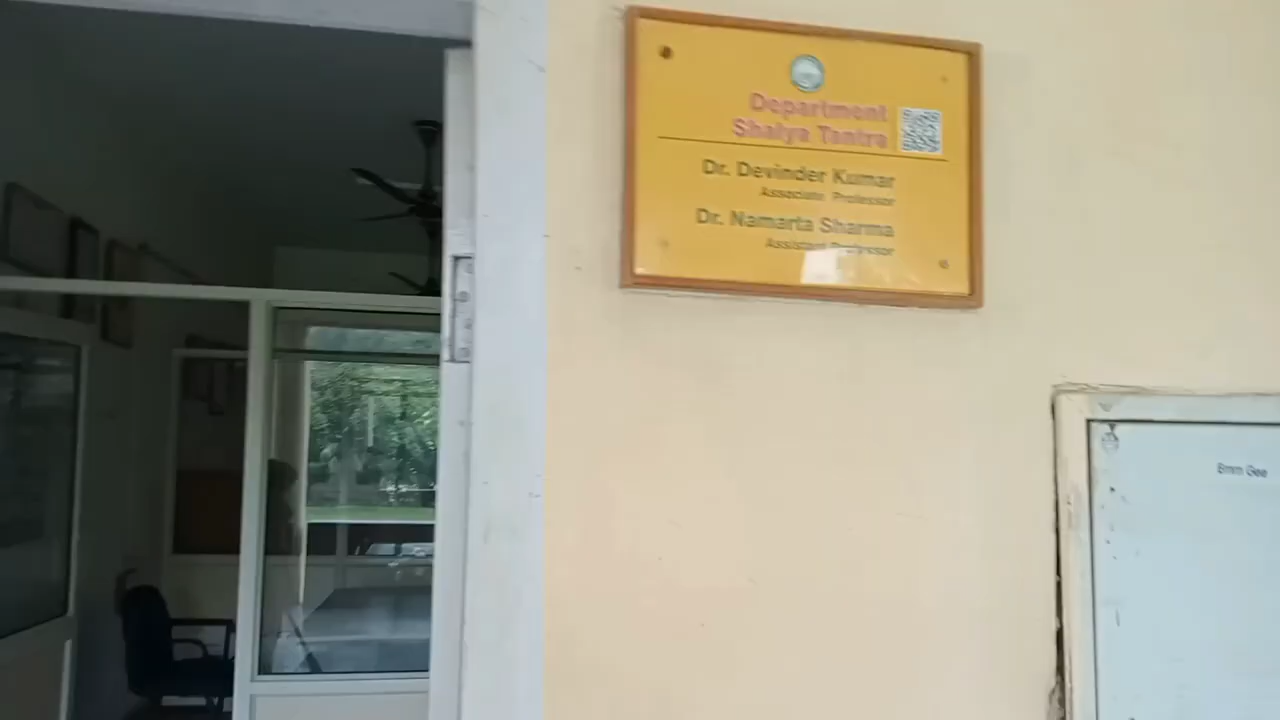 Department
Shalya Tantra
Dr. Devinder Kumar
Associate Professor
Dr. Namarta Sharma
Assistant Professor